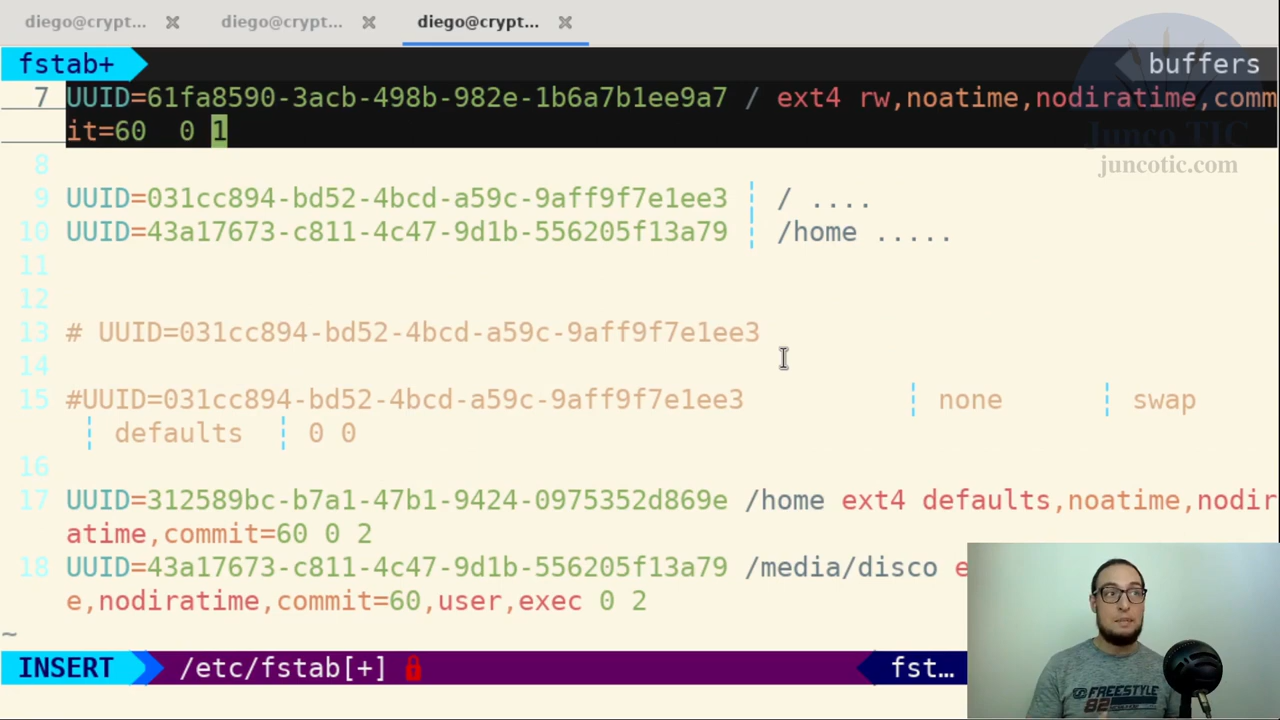 diego@crypt... × diego@crypt... × diego@crypt... ×
fstab+ buffers
7 UUID=61fa8590-3acb-498b-982e-1b6a7b1ee9a7 / ext4 rw,noatime,nodiratime,comm
it=60  0 1
Junco TIC
juncotic.com
8
9 UUID=031cc894-bd52-4bcd-a59c-9aff9f7e1ee3 ¦ / ....
10 UUID=43a17673-c811-4c47-9d1b-556205f13a79 ¦ /home .....
11
12
13 # UUID=031cc894-bd52-4bcd-a59c-9aff9f7e1ee3
14
15 #UUID=031cc894-bd52-4bcd-a59c-9aff9f7e1ee3 ¦ none ¦ swap
¦ defaults ¦ 0 0
16
17 UUID=312589bc-b7a1-47b1-9424-0975352d869e /home ext4 defaults,noatime,nodir
atime,commit=60 0 2
18 UUID=43a17673-c811-4c47-9d1b-556205f13a79 /media/disco e
e,nodiratime,commit=60,user,exec 0 2
~
INSERT /etc/fstab[+] fst…
FREESTYLE
82